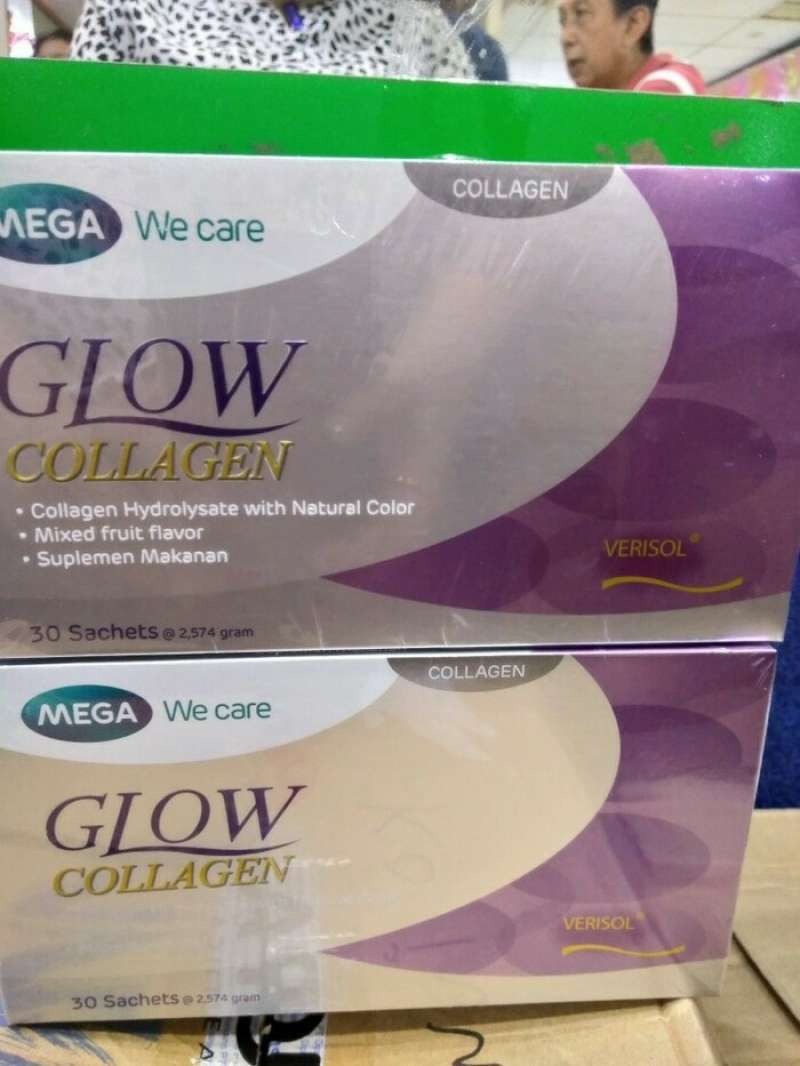 COLLAGEN
MEGA We care
GLOW
COLLAGEN
• Collagen Hydrolysate with Natural Color
• Mixed fruit flavor
• Suplemen Makanan
VERISOL®
30 Sachets @ 2,574 gram
COLLAGEN
MEGA We care
GLOW
COLLAGEN
VERISOL®
30 Sachets @ 2,574 gram